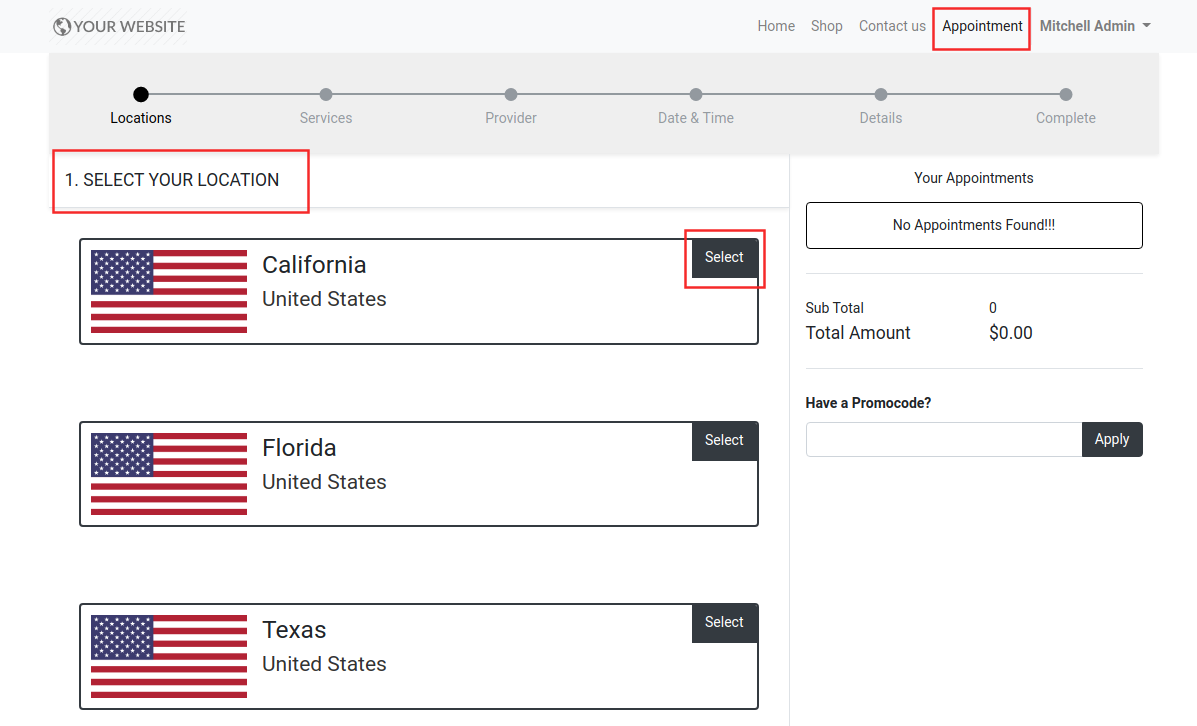 YOUR WEBSITE
Home Shop Contact us Appointment Mitchell Admin
Locations Services Provider Date & Time Details Complete
1. SELECT YOUR LOCATION
California
United States
Select
Florida
United States
Select
Texas
United States
Select
Your Appointments
No Appointments Found!!!
Sub Total 0
Total Amount $0.00
Have a Promocode?
Apply